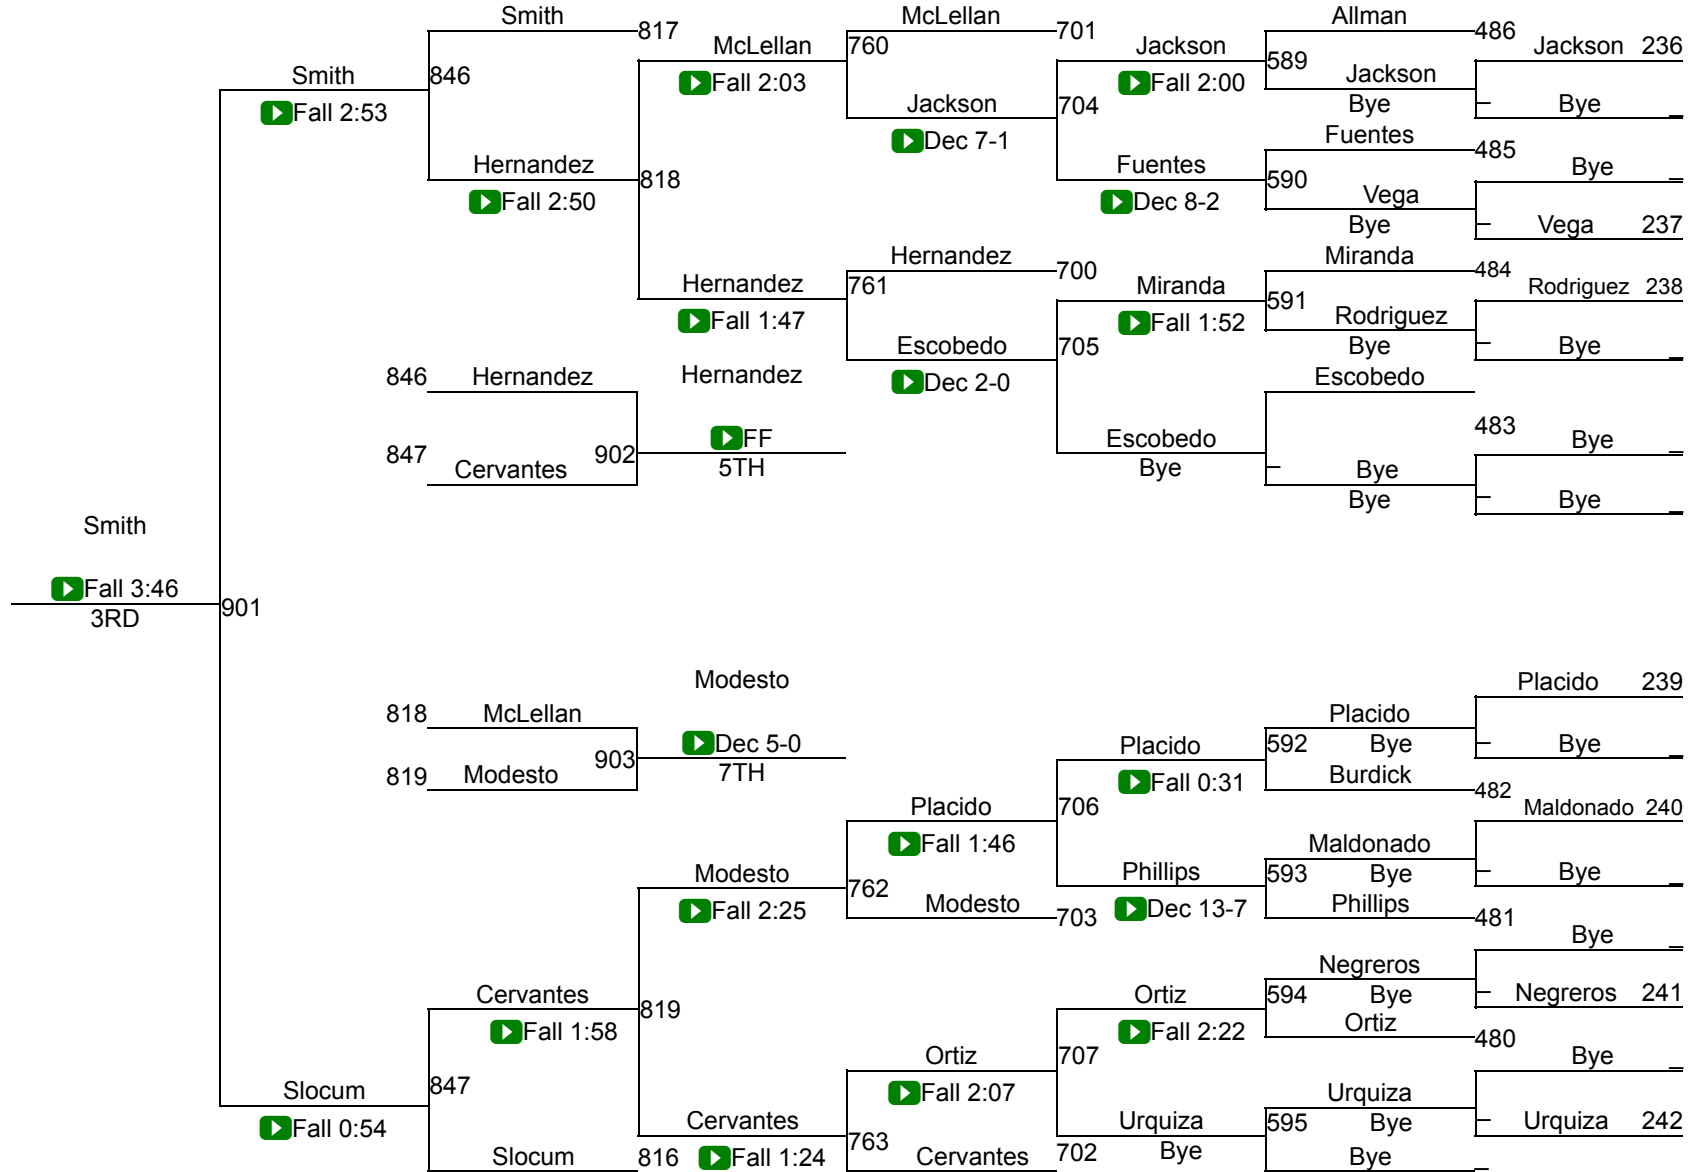 Smith
817
McLellan
760
McLellan
701
Jackson
589
Allman
486
Jackson 236
Smith
846
Fall 2:03
Fall 2:00
Jackson
Fall 2:53
Jackson
704
Bye
Bye
Dec 7-1
Fuentes
485
Hernandez
818
Fuentes
590
Bye
Fall 2:50
Dec 8-2
Vega
Bye
Vega 237
Hernandez
700
Miranda
484
Hernandez
761
Miranda
591
Rodriguez 238
Fall 1:47
Fall 1:52
Rodriguez
Escobedo
705
Bye
Bye
846 Hernandez
Hernandez
Dec 2-0
Escobedo
483
FF
Escobedo
Bye
847
Cervantes
902
5TH
Bye
Bye
Bye
Bye
Smith
Fall 3:46
901
3RD
Modesto
Placido 239
818 McLellan
Placido
Dec 5-0
Placido
592
Bye
Bye
903
819 Modesto
7TH
Fall 0:31
Burdick
482
Placido
706
Maldonado 240
Fall 1:46
Maldonado
Modesto
762
Phillips
593
Bye
Bye
Fall 2:25
Modesto
703
Dec 13-7
Phillips
481
Bye
Negreros
Cervantes
819
Ortiz
594
Bye
Negreros 241
Fall 1:58
Fall 2:22
Ortiz
480
Ortiz
707
Bye
Slocum
847
Fall 2:07
Urquiza
Fall 0:54
Cervantes
763
Urquiza
595
Bye
Urquiza 242
Slocum
816
Fall 1:24
Cervantes
702
Bye
Bye